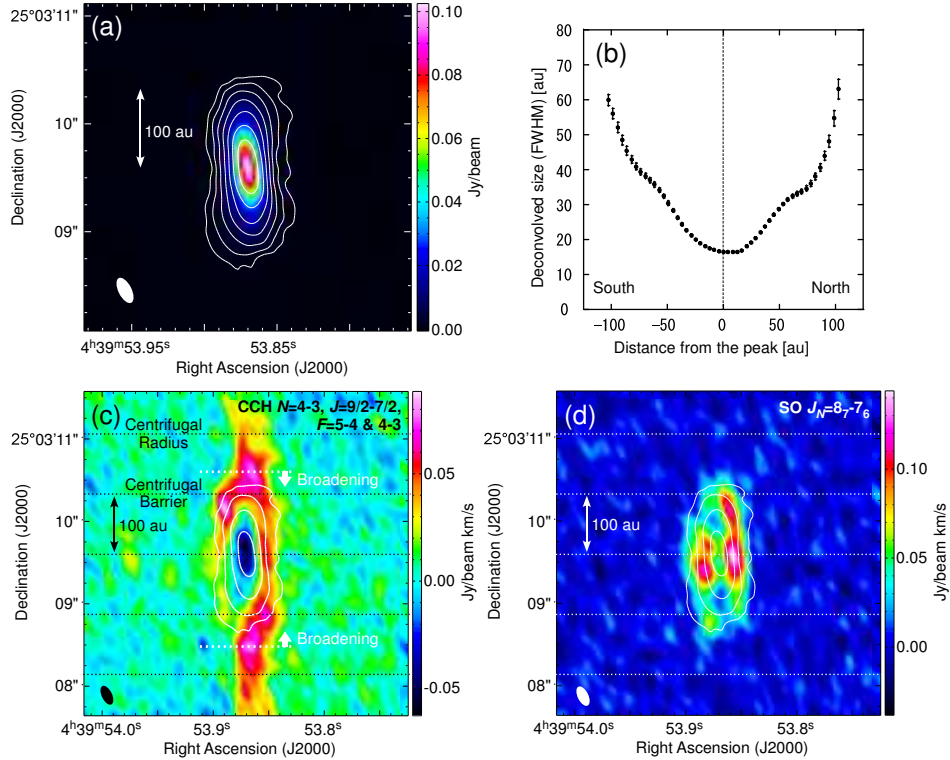 (a)
25°03'11"
10"
09"
100 au
Declination (J2000)
4ʰ39ᵐ53.95
53.85
Right Ascension (J2000)
0.10
0.08
0.06
0.04
0.02
0.00
Jy/beam
(b)
80
70
60
50
40
30
20
10
0
Deconvolved size (FWHM) [au]
South
North
−100
−50
0
50
100
Distance from the peak [au]
(c)
CCH N=4-3, J=9/2-7/2,
F=5-4 & 4-3
25°03'11"
10"
09"
08"
Centrifugal
Radius
Broadening
Centrifugal
Barrier
100 au
Broadening
Declination (J2000)
4ʰ39ᵐ54.0ˢ
53.9ˢ
53.8ˢ
Right Ascension (J2000)
0.05
0.00
-0.05
Jy/beam km/s
(d)
SO J_N=8₇-7₆
25°03'11"
10"
09"
08"
100 au
Declination (J2000)
4ʰ39ᵐ54.0ˢ
53.9ˢ
53.8ˢ
Right Ascension (J2000)
0.10
0.05
0.00
Jy/beam km/s